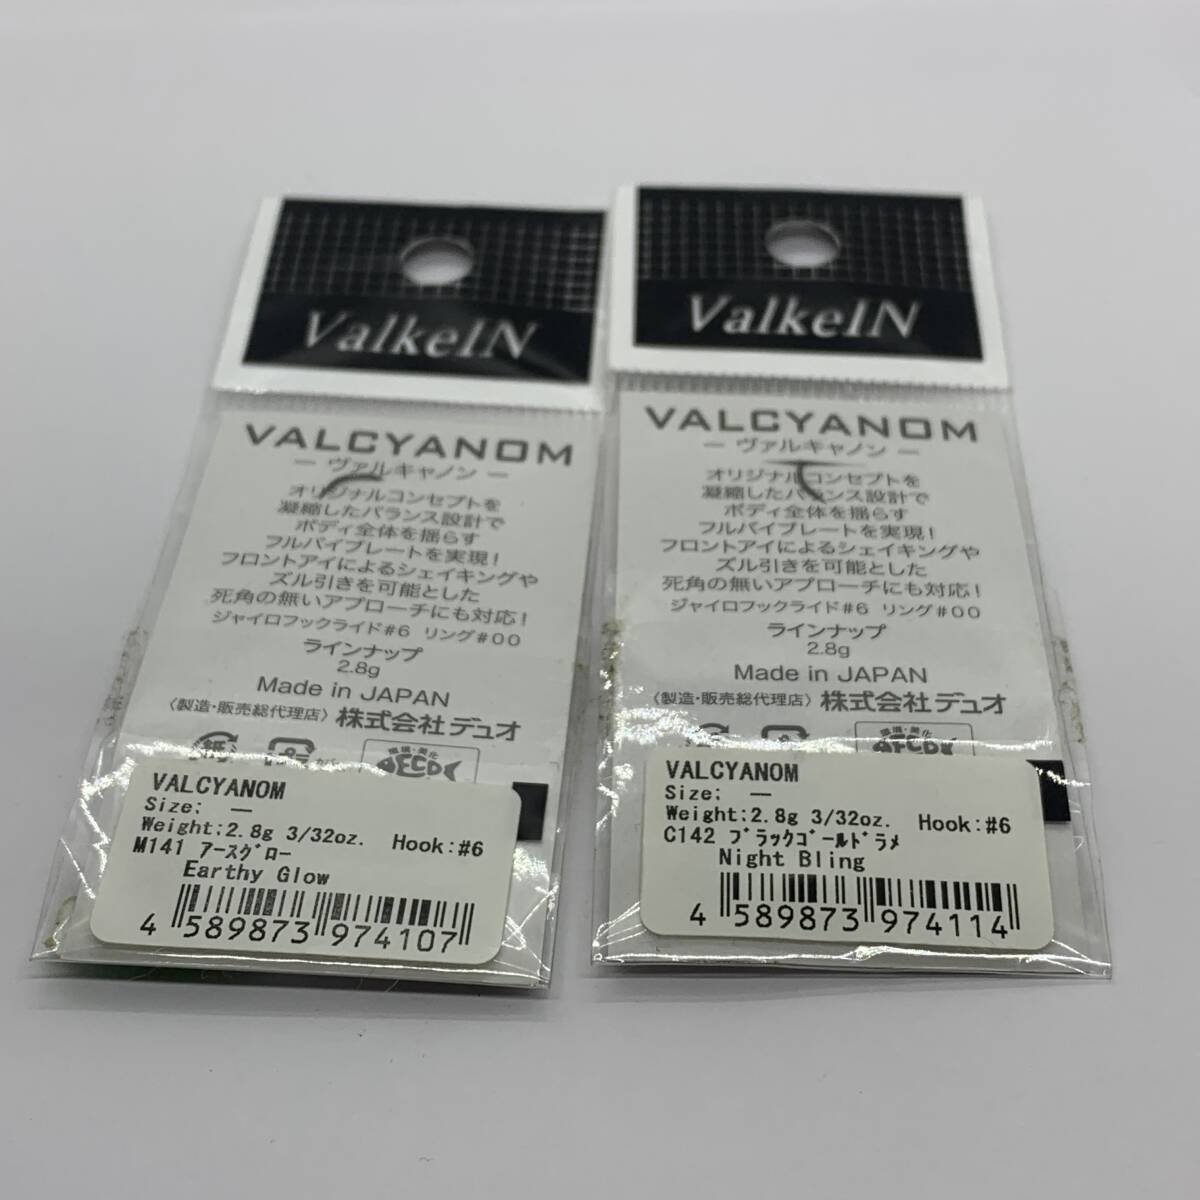 ValkeIN
VALCYANOM
― ヴァルキャノン ―
オリジナルコンセプトを
凝縮したバランス設計で
ボディ全体を揺らす
フルバイブレートを実現!
フロントアイによるシェイキングや
ズル引きを可能とした
死角の無いアプローチにも対応!
ジャイロフックライド#6 リング#00
ラインナップ
2.8g
Made in JAPAN
〈製造・販売総代理店〉 株式会社デュオ
環境・美化
ECD
VALCYANOM
Size: ―
Weight:2.8g 3/32oz. Hook:#6
M141 ｱｰｽｸﾞﾛｰ
Earthy Glow
4 589873 974107
ValkeIN
VALCYANOM
― ヴァルキャノン ―
オリジナルコンセプトを
凝縮したバランス設計で
ボディ全体を揺らす
フルバイブレートを実現!
フロントアイによるシェイキングや
ズル引きを可能とした
死角の無いアプローチにも対応!
ジャイロフックライド#6 リング#00
ラインナップ
2.8g
Made in JAPAN
〈製造・販売総代理店〉 株式会社デュオ
環境・美化
FECD
VALCYANOM
Size: ―
Weight:2.8g 3/32oz. Hook:#6
C142 ﾌﾞﾗｯｸｺﾞｰﾙﾄﾞﾗﾒ
Night Bling
4 589873 974114